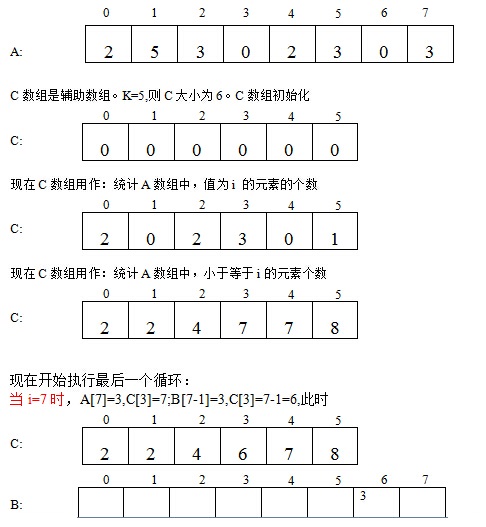 0 1 2 3 4 5 6 7
A: 2 5 3 0 2 3 0 3
C 数组是辅助数组。K=5,则 C 大小为 6。C 数组初始化
0 1 2 3 4 5
C: 0 0 0 0 0 0
现在 C 数组用作：统计 A 数组中，值为 i 的元素的个数
0 1 2 3 4 5
C: 2 0 2 3 0 1
现在 C 数组用作：统计 A 数组中，小于等于 i 的元素个数
0 1 2 3 4 5
C: 2 2 4 7 7 8
现在开始执行最后一个循环：
当 i=7 时，A[7]=3,C[3]=7;B[7-1]=3,C[3]=7-1=6,此时
0 1 2 3 4 5
C: 2 2 4 6 7 8
0 1 2 3 4 5 6 7
B: 3